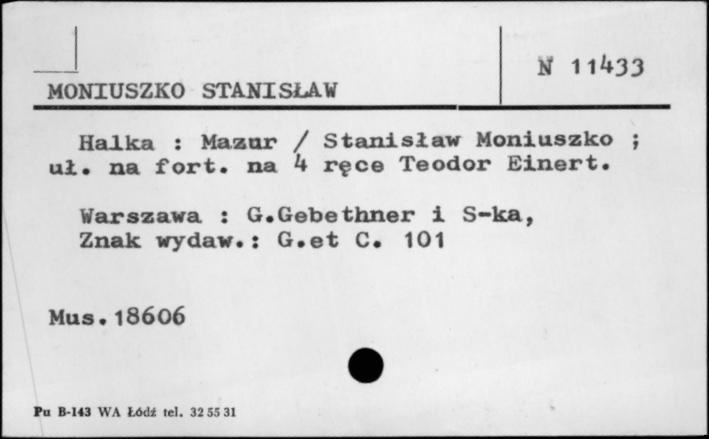 N 11433
MONIUSZKO STANISŁAW
Halka : Mazur / Stanisław Moniuszko ;
uł. na fort. na 4 ręce Teodor Einert.
Warszawa : G.Gebethner i S-ka,
Znak wydaw.: G.et C. 101
Mus.18606
Pu B-143 WA Łódź tel. 32 55 31